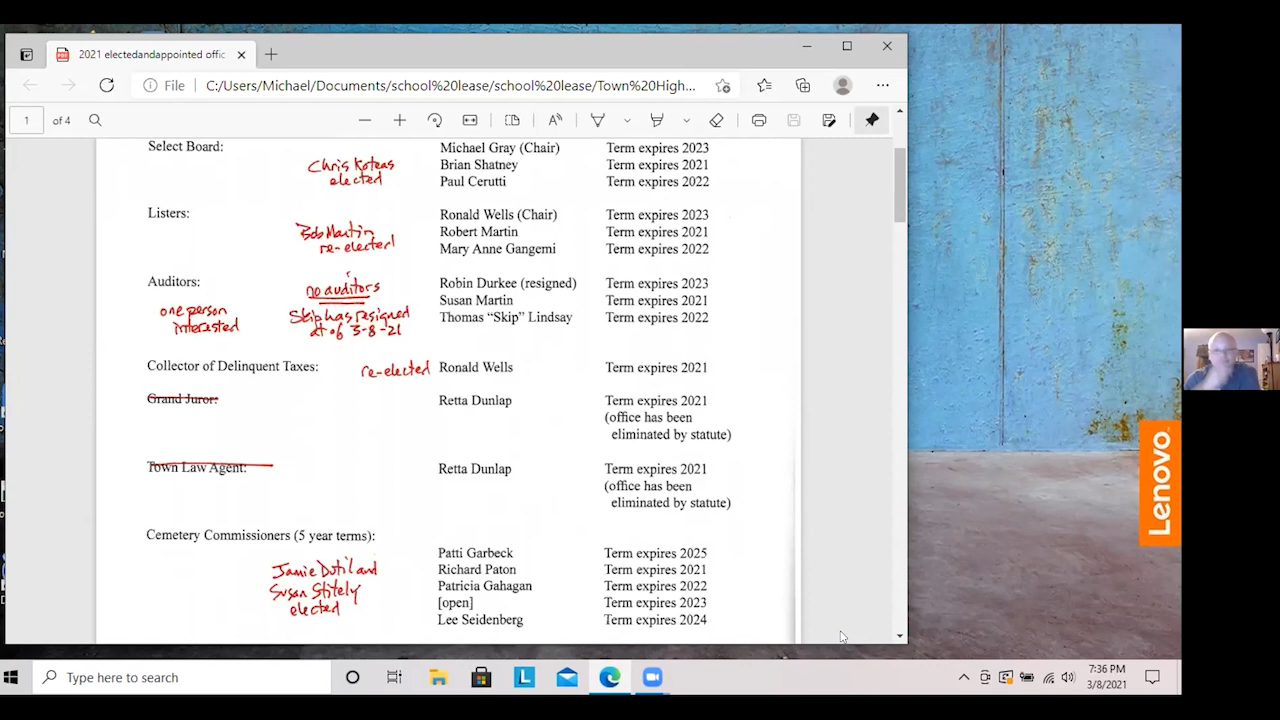 2021 electedandappointed offic
File C:/Users/Michael/Documents/school%20lease/school%20lease/Town%20High...
1 of 4
Select Board: Michael Gray (Chair) Term expires 2023
Chris Koteas Brian Shatney Term expires 2021
elected Paul Cerutti Term expires 2022
Listers: Ronald Wells (Chair) Term expires 2023
Bob Martin Robert Martin Term expires 2021
re-elected Mary Anne Gangemi Term expires 2022
Auditors: no auditors Robin Durkee (resigned) Term expires 2023
one person Susan Martin Term expires 2021
interested Skip has resigned Thomas “Skip” Lindsay Term expires 2022
3-8-21
Collector of Delinquent Taxes: re-elected Ronald Wells Term expires 2021
Grand Juror: Retta Dunlap Term expires 2021
(office has been
eliminated by statute)
Town Law Agent: Retta Dunlap Term expires 2021
(office has been
eliminated by statute)
Cemetery Commissioners (5 year terms):
Patti Garbeck Term expires 2025
Jamie Dutil and Richard Paton Term expires 2021
Susan Stitely Patricia Gahagan Term expires 2022
elected [open] Term expires 2023
Lee Seidenberg Term expires 2024
Lenovo
Type here to search
L
7:36 PM
3/8/2021